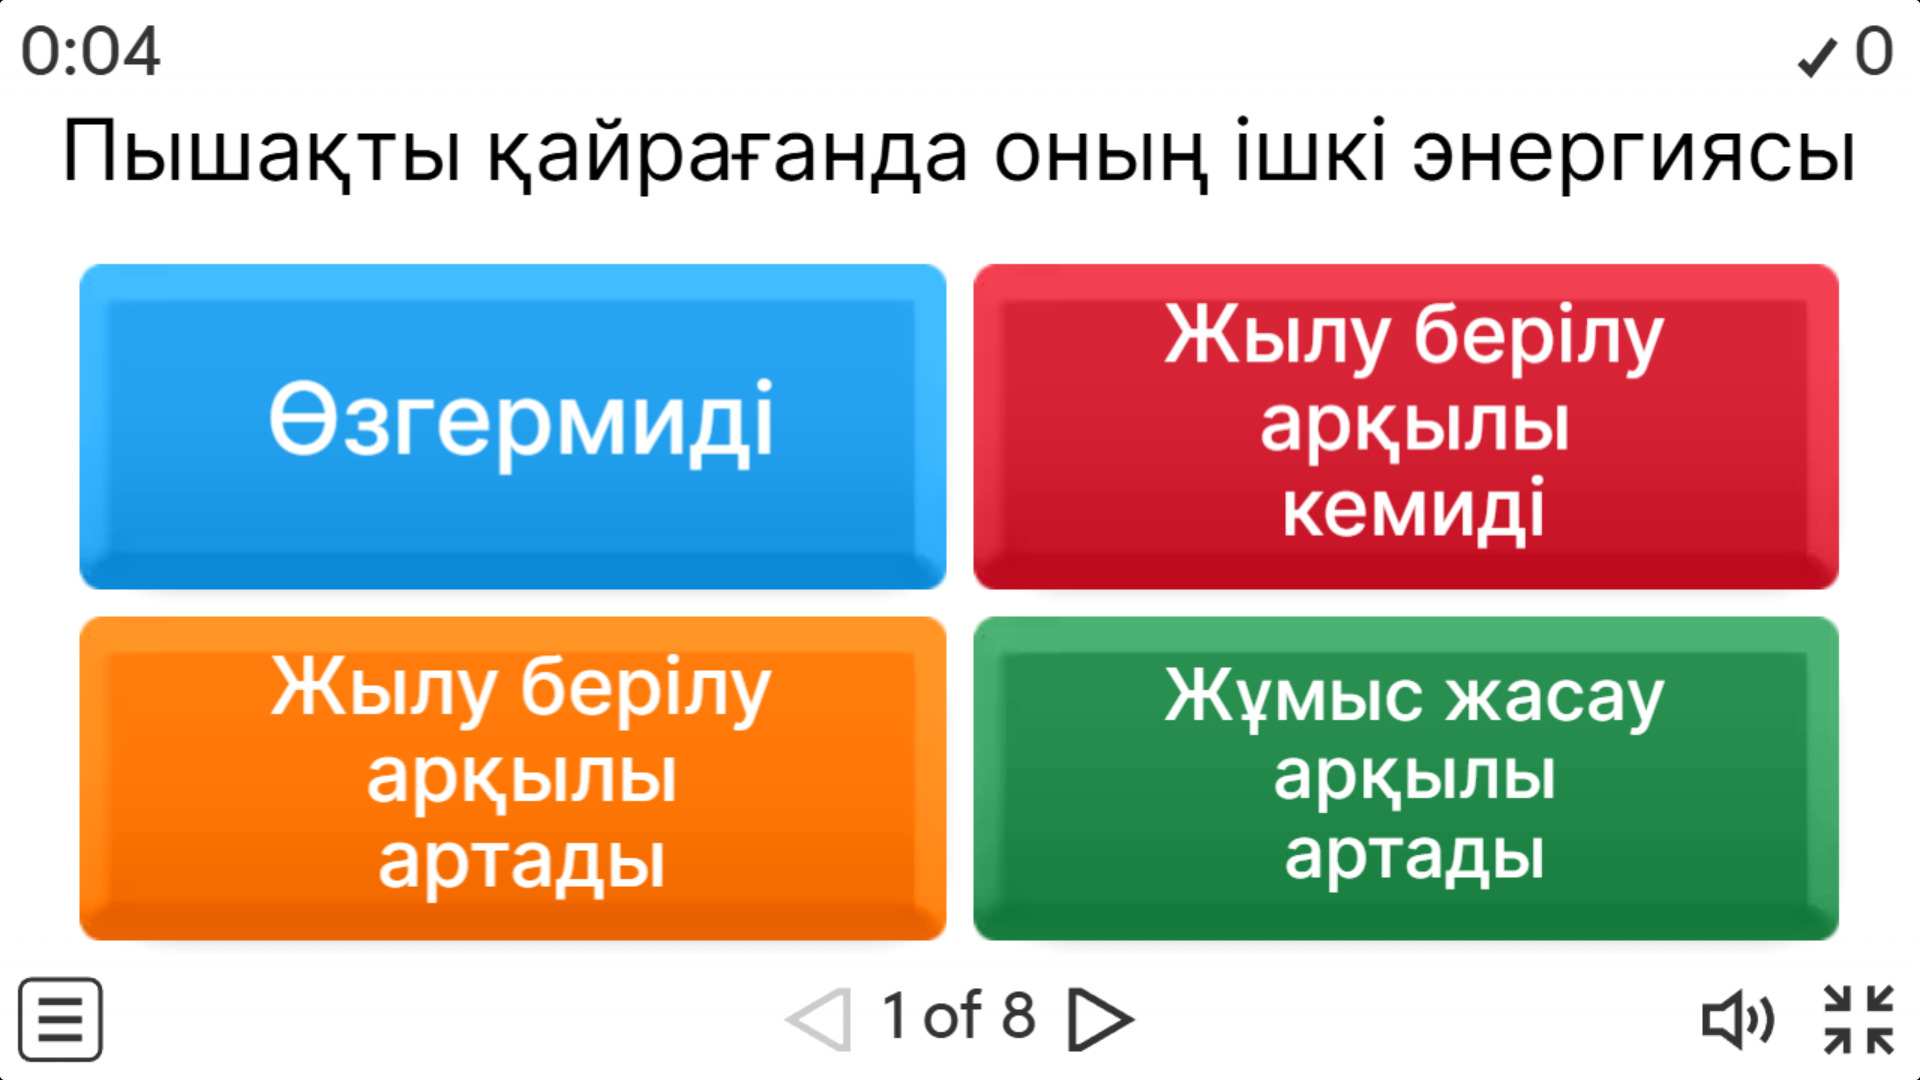 0:04
0
Пышақты қайрағанда оның ішкі энергиясы
Өзгермиді
Жылу берілу
арқылы
кемиді
Жылу берілу
арқылы
артады
Жұмыс жасау
арқылы
артады
1 of 8